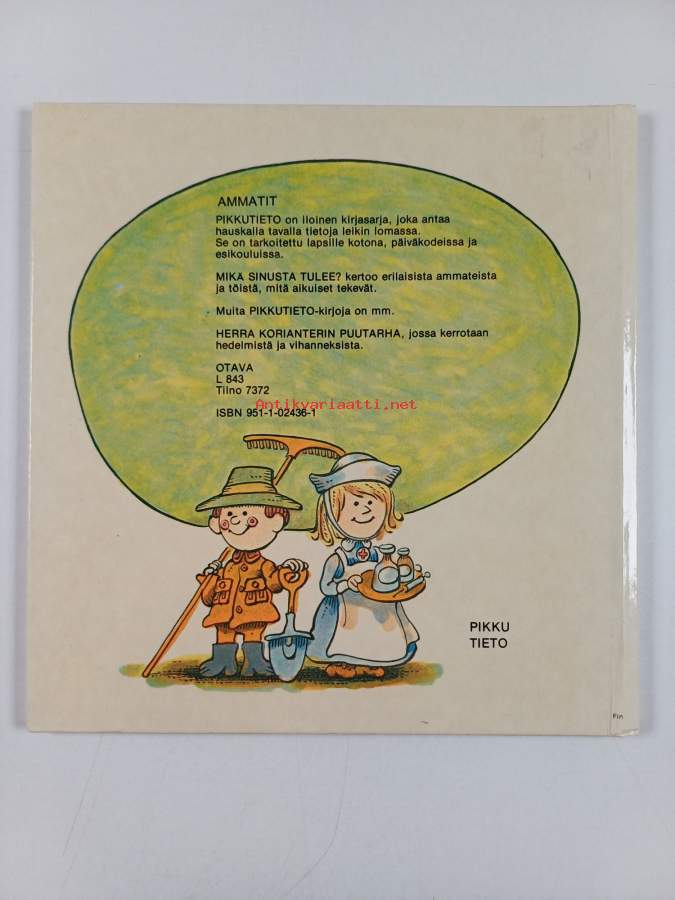 AMMATIT
PIKKUTIETO on iloinen kirjasarja, joka antaa
hauskalla tavalla tietoja leikin lomassa.
Se on tarkoitettu lapsille kotona, päiväkodeissa ja
esikouluissa.
MIKÄ SINUSTA TULEE? kertoo erilaisista ammateista
ja töistä, mitä aikuiset tekevät.
Muita PIKKUTIETO-kirjoja on mm.
HERRA KORIANTERIN PUUTARHA, jossa kerrotaan
hedelmistä ja vihanneksista.
OTAVA
L 843
Tilno 7372
Antikvariaatti.net
ISBN 951-1-02436-1
PIKKU
TIETO
Fin